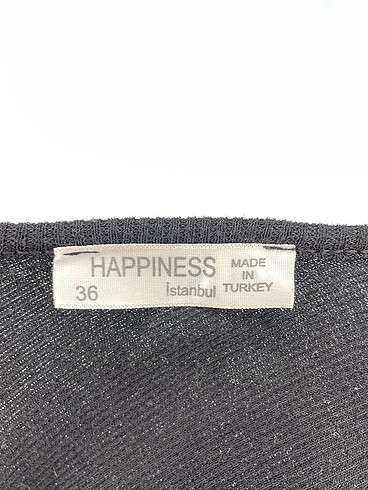 HAPPINESS
36
İstanbul
MADE
IN
TURKEY